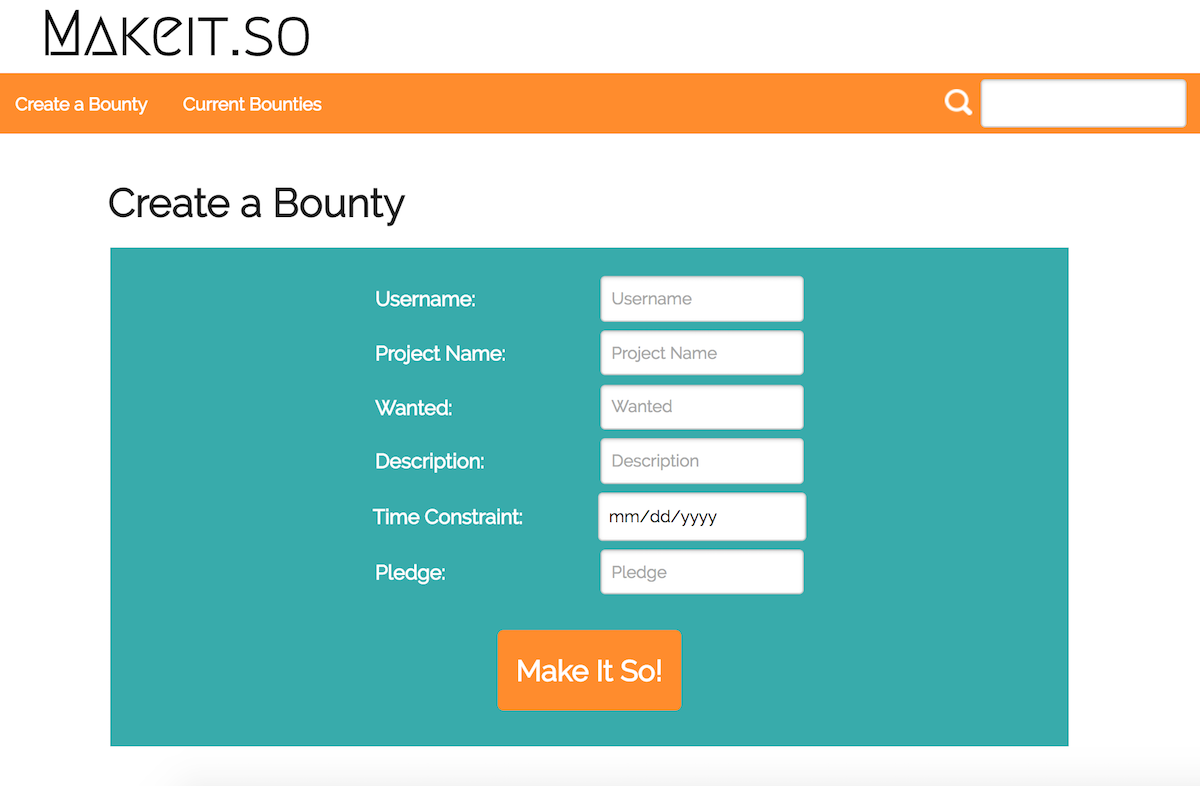 MAKEIT.SO
Create a Bounty Current Bounties
Create a Bounty
Username: Username
Project Name: Project Name
Wanted: Wanted
Description: Description
Time Constraint: mm/dd/yyyy
Pledge: Pledge
Make It So!